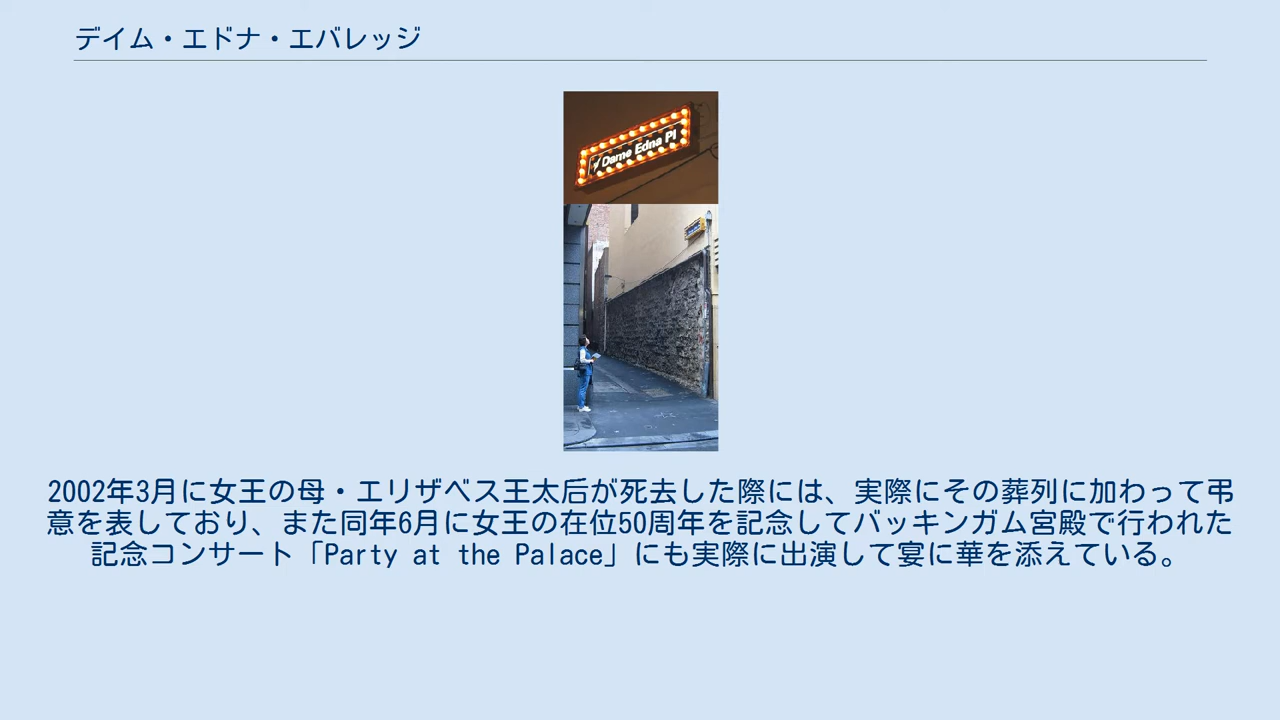 デイム・エドナ・エバレッジ
Dame Edna Pl
2002年3月に女王の母・エリザベス王太后が死去した際には、実際にその葬列に加わって弔
意を表しており、また同年6月に女王の在位50周年を記念してバッキンガム宮殿で行われた
記念コンサート「Party at the Palace」にも実際に出演して宴に華を添えている。